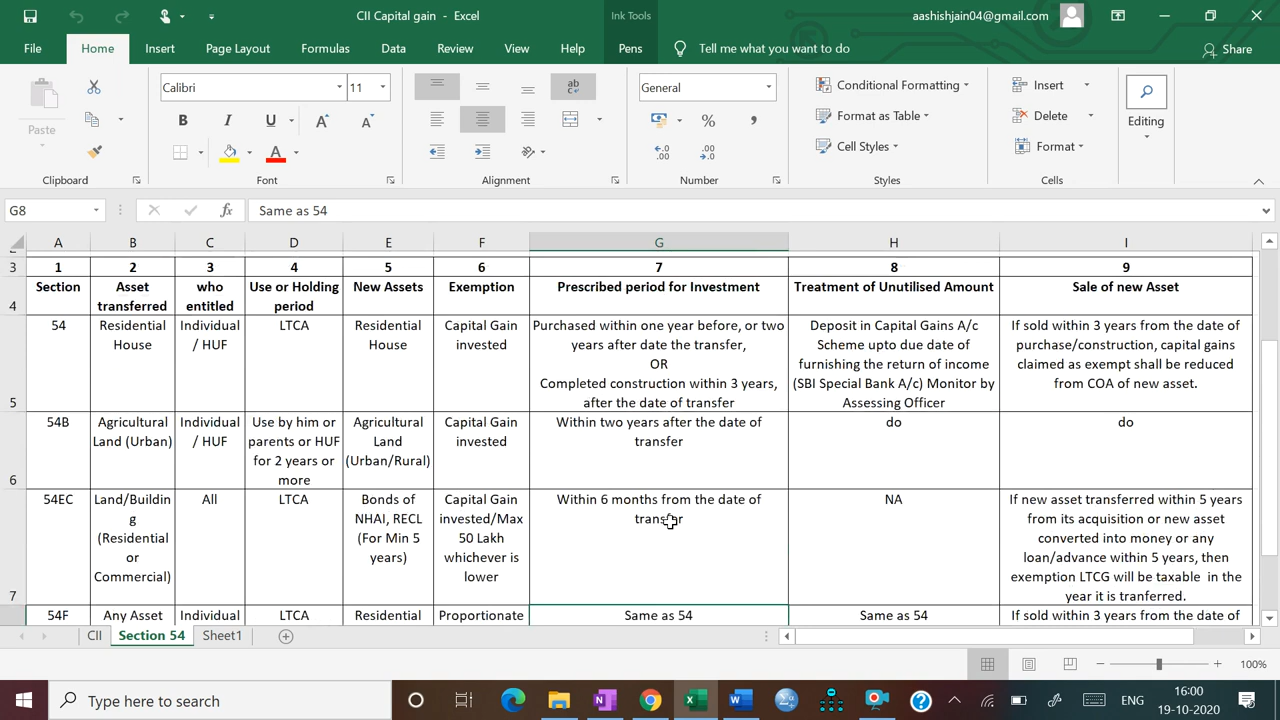 CII Capital gain - Excel
Ink Tools
aashishjain04@gmail.com
File
Home
Insert
Page Layout
Formulas
Data
Review
View
Help
Pens
Tell me what you want to do
Share
Paste
Calibri
11
General
B
I
U
A
A
A
ab
c
%
Conditional Formatting
Format as Table
Cell Styles
Insert
Delete
Format
Editing
Clipboard
Font
Alignment
Number
Styles
Cells
G8
fx
Same as 54
A
B
C
D
E
F
G
H
I
3
1
2
3
4
5
6
7
8
9
4
Section
Asset
transferred
who
entitled
Use or Holding
period
New Assets
Exemption
Prescribed period for Investment
Treatment of Unutilised Amount
Sale of new Asset
5
54
Residential
House
Individual
/ HUF
LTCA
Residential
House
Capital Gain
invested
Purchased within one year before, or two
years after date the transfer,
OR
Completed construction within 3 years,
after the date of transfer
Deposit in Capital Gains A/c
Scheme upto due date of
furnishing the return of income
(SBI Special Bank A/c) Monitor by
Assessing Officer
If sold within 3 years from the date of
purchase/construction, capital gains
claimed as exempt shall be reduced
from COA of new asset.
6
54B
Agricultural
Land (Urban)
Individual
/ HUF
Use by him or
parents or HUF
for 2 years or
more
Agricultural
Land
(Urban/Rural)
Capital Gain
invested
Within two years after the date of
transfer
do
do
7
54EC
Land/Buildin
g
(Residential
or
Commercial)
All
LTCA
Bonds of
NHAI, RECL
(For Min 5
years)
Capital Gain
invested/Max
50 Lakh
whichever is
lower
Within 6 months from the date of
transfer
NA
If new asset transferred within 5 years
from its acquisition or new asset
converted into money or any
loan/advance within 5 years, then
exemption LTCG will be taxable in the
year it is tranferred.
54F
Any Asset
Individual
LTCA
Residential
Proportionate
Same as 54
Same as 54
If sold within 3 years from the date of
CII
Section 54
Sheet1
100%
Type here to search
ENG
16:00
19-10-2020